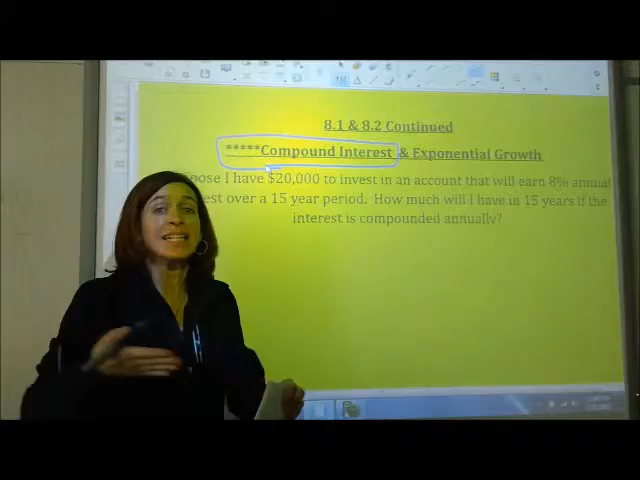 8.1 & 8.2 Continued
*****Compound Interest & Exponential Growth
I have $20,000 to invest in an account that will earn 8% annual
over a 15 year period. How much will I have in 15 years if the
interest is compounded annually?